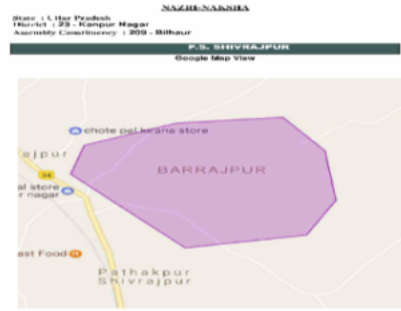 NAZRI-NAKSHA
State : Uttar Pradesh
District : 23 - Kanpur Nagar
Assembly Constituency : 209 - Bilhaur
P.S. SHIVRAJPUR
Google Map View
chote pal kirana store
ajpur
BARRAJPUR
34
al store
r nagar
ast Food
Pathakpur
Shivrajpur